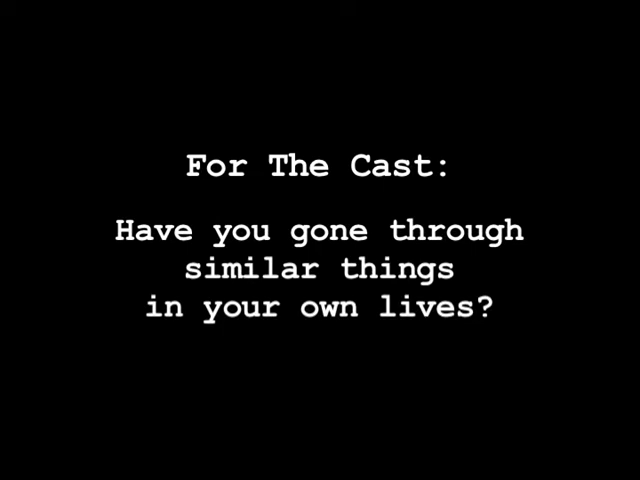 For The Cast:
Have you gone through
similar things
in your own lives?